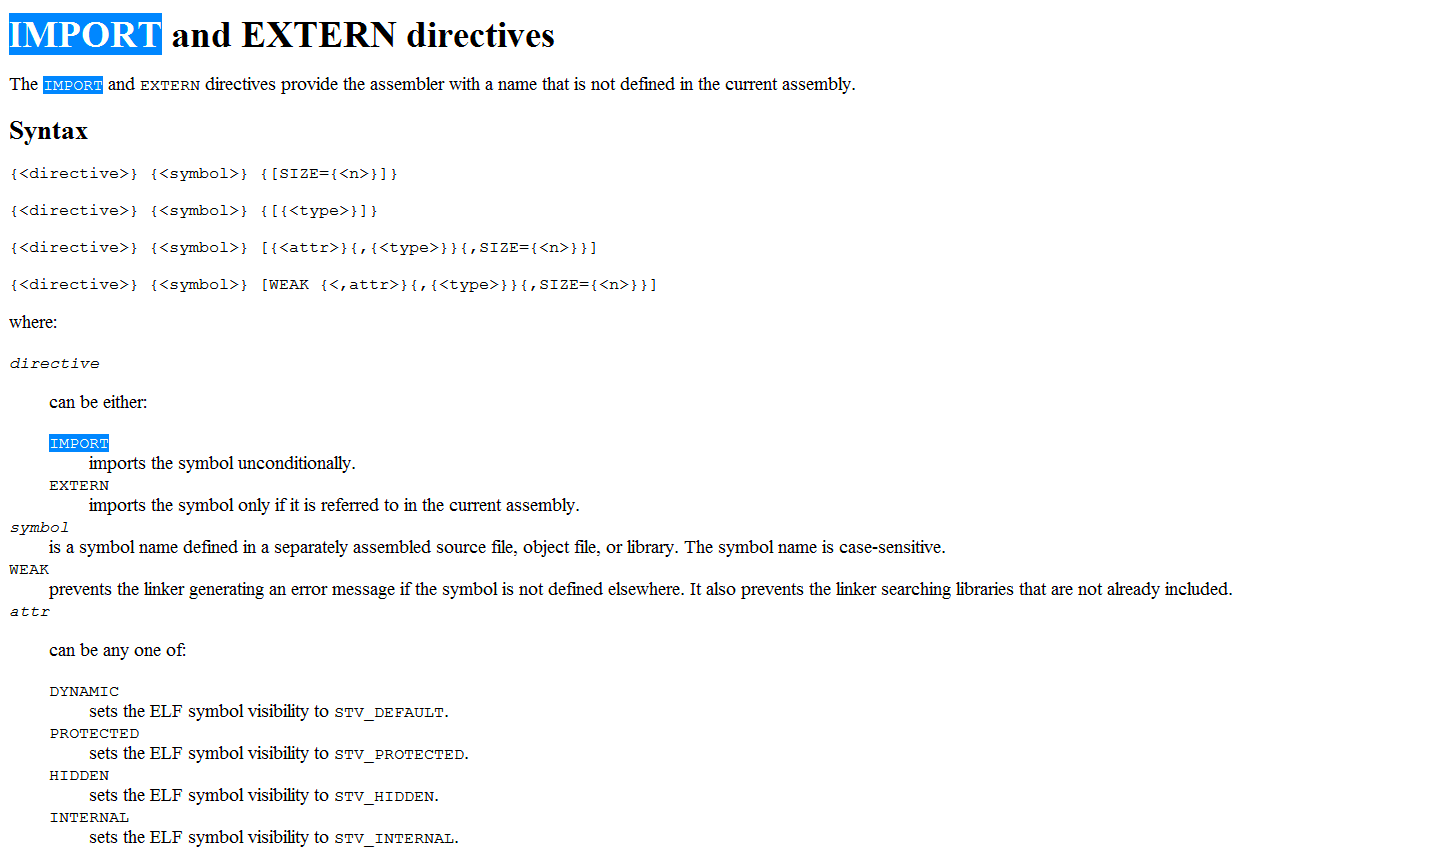 IMPORT and EXTERN directives
The IMPORT and EXTERN directives provide the assembler with a name that is not defined in the current assembly.
Syntax
{<directive>} {<symbol>} {[SIZE={<n>}]}
{<directive>} {<symbol>} {[{<type>}]}
{<directive>} {<symbol>} [{<attr>}{,{<type>}}{,SIZE={<n>}}]
{<directive>} {<symbol>} [WEAK {<,attr>}{,{<type>}}{,SIZE={<n>}}]
where:
directive
can be either:
IMPORT
imports the symbol unconditionally.
EXTERN
imports the symbol only if it is referred to in the current assembly.
symbol
is a symbol name defined in a separately assembled source file, object file, or library. The symbol name is case-sensitive.
WEAK
prevents the linker generating an error message if the symbol is not defined elsewhere. It also prevents the linker searching libraries that are not already included.
attr
can be any one of:
DYNAMIC
sets the ELF symbol visibility to STV_DEFAULT.
PROTECTED
sets the ELF symbol visibility to STV_PROTECTED.
HIDDEN
sets the ELF symbol visibility to STV_HIDDEN.
INTERNAL
sets the ELF symbol visibility to STV_INTERNAL.